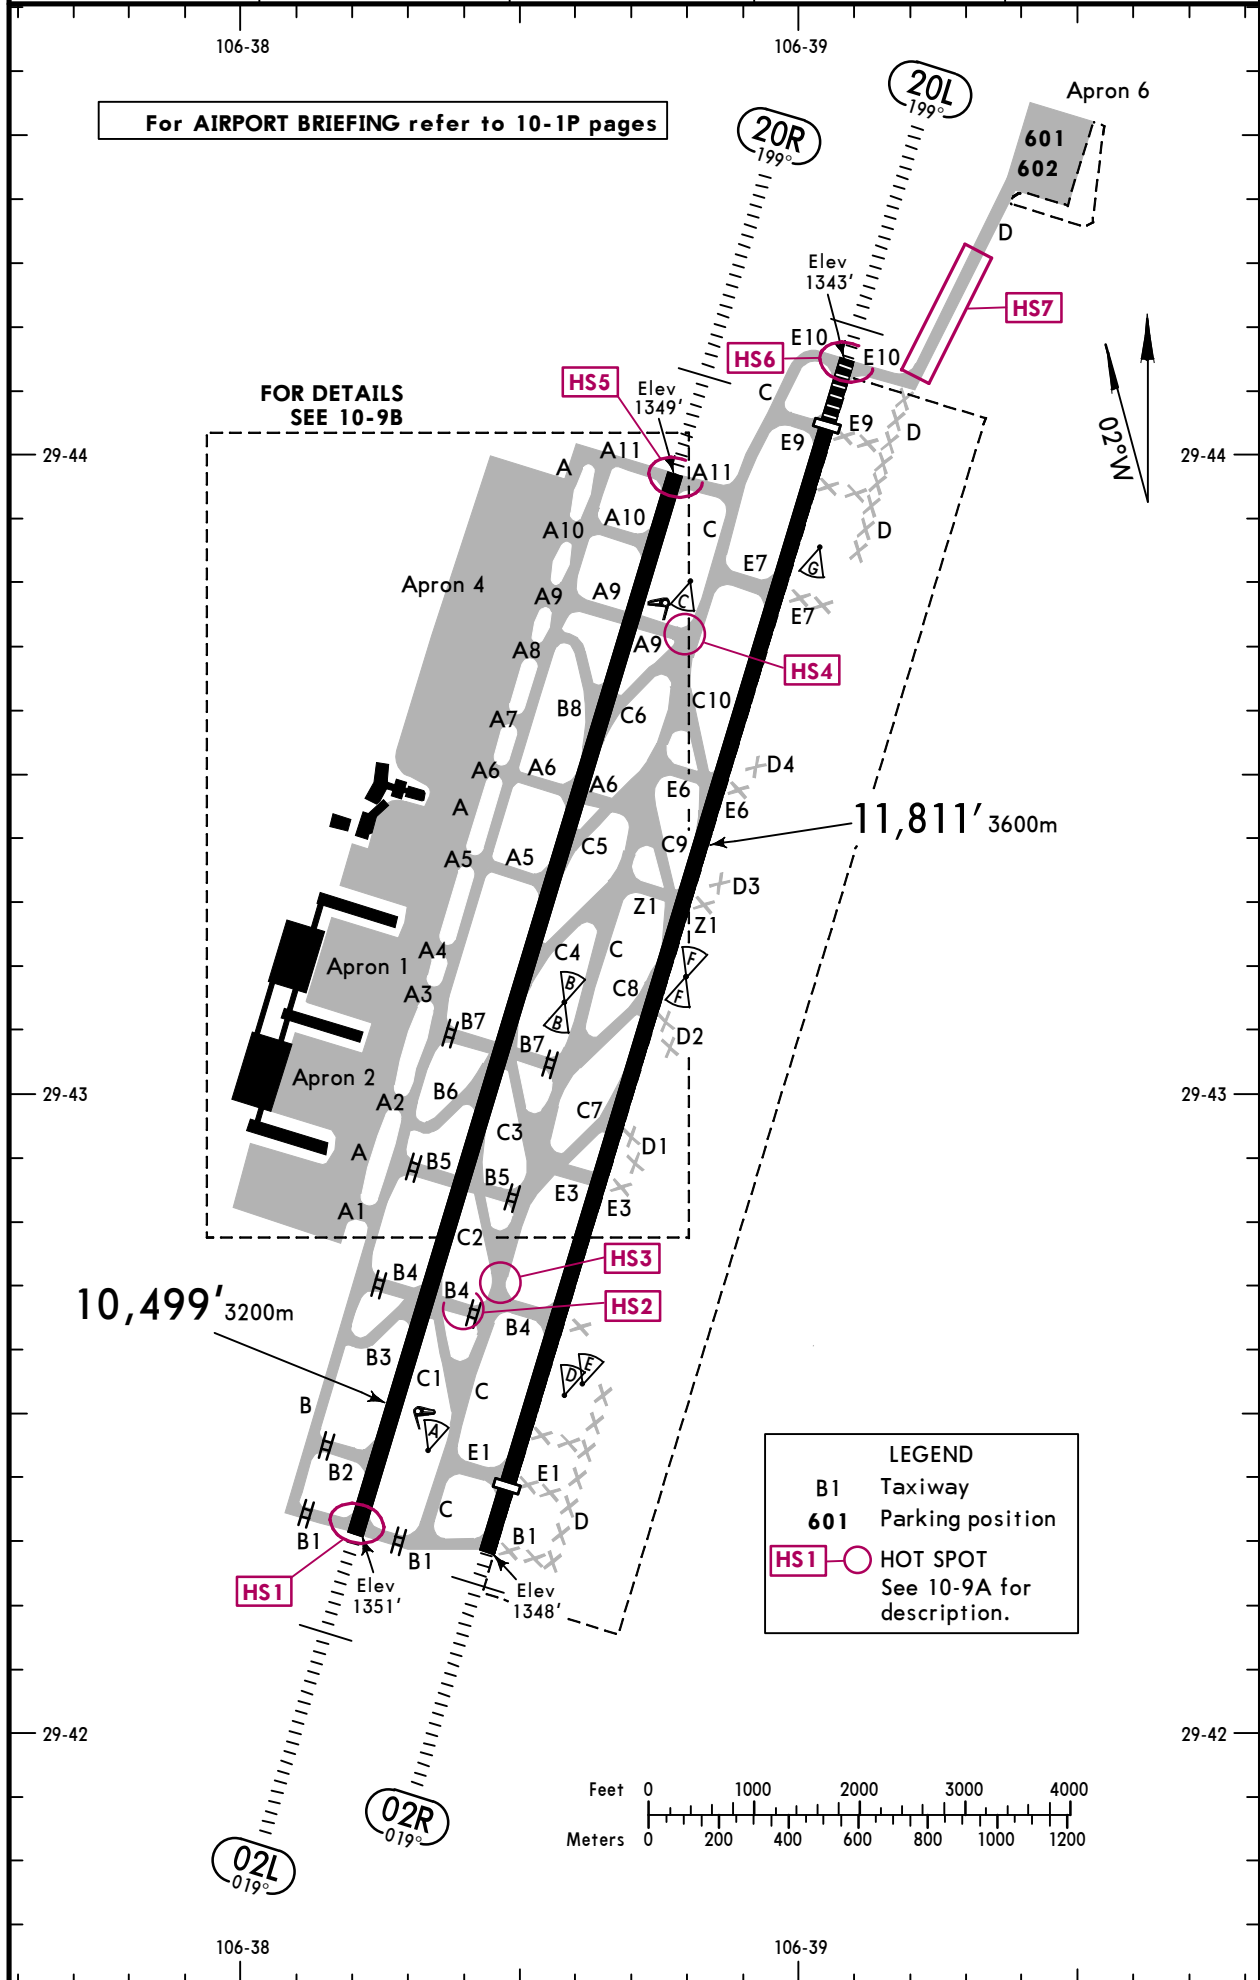 106-38
106-39
20L
199°
Apron 6
For AIRPORT BRIEFING refer to 10-1P pages
20R
199°
601
602
D
Elev
1343'
HS7
E10
HS6
E10
HS5
Elev
1349'
C
FOR DETAILS
SEE 10-9B
02°W
E9
E9
D
29-44
29-44
A11
A
A11
A10
A10
C
D
Apron 4
E7
G
A9
A9
C
E7
A8
A9
HS4
B8
C6
C10
A7
A6
A6
A6
D4
E6
E6
A
11,811' 3600m
A5
A5
C5
C9
D3
Z1
Z1
A4
C4
C
F
Apron 1
A3
B
C8
F
B7
B
B7
D2
Apron 2
B6
29-43
29-43
A2
C7
C3
D1
A
B5
B5
E3
E3
A1
C2
HS3
B4
B4
10,499' 3200m
HS2
B4
B3
C1
C
D
E
B
A
E1
E1
B2
LEGEND
B1 Taxiway
601 Parking position
HS1 HOT SPOT
See 10-9A for
description.
C
D
B1
B1
B1
HS1
Elev
1351'
Elev
1348'
29-42
29-42
Feet 0 1000 2000 3000 4000
Meters 0 200 400 600 800 1000 1200
02R
019°
02L
019°
106-38
106-39